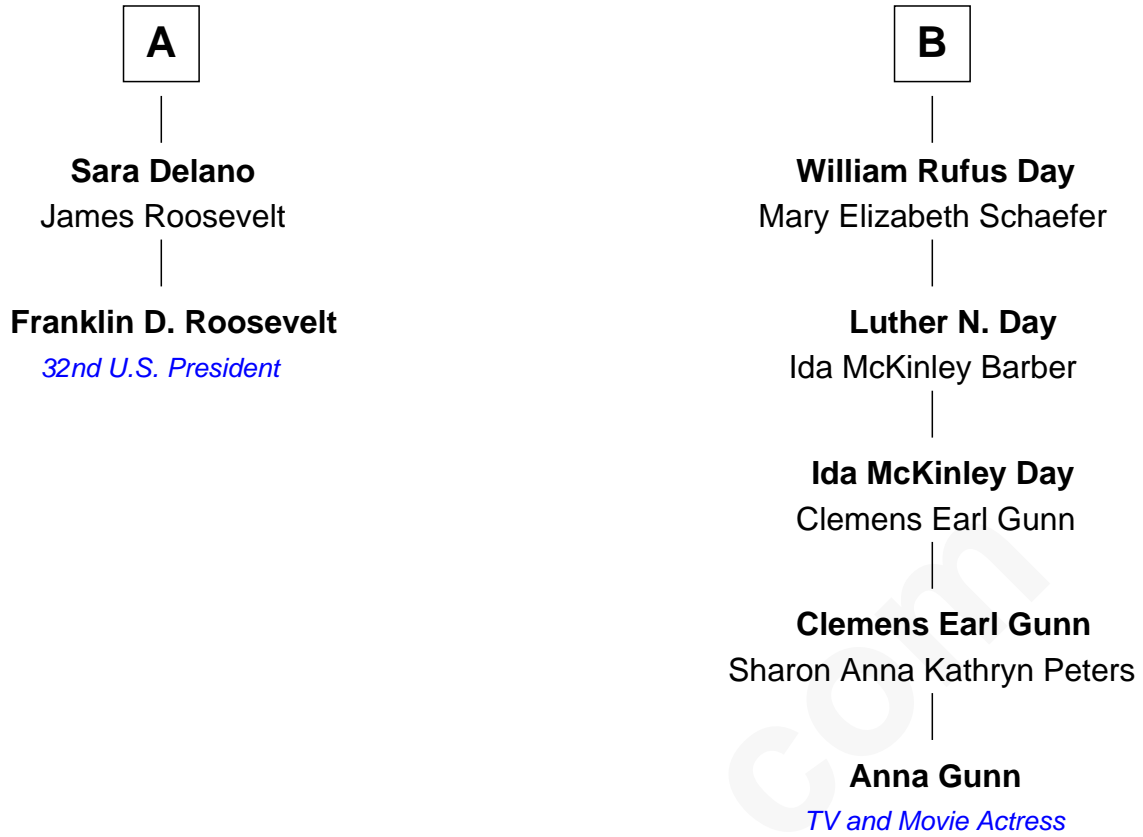 A
Sara Delano
James Roosevelt
Franklin D. Roosevelt
32nd U.S. President
B
William Rufus Day
Mary Elizabeth Schaefer
Luther N. Day
Ida McKinley Barber
Ida McKinley Day
Clemens Earl Gunn
Clemens Earl Gunn
Sharon Anna Kathryn Peters
Anna Gunn
TV and Movie Actress
com